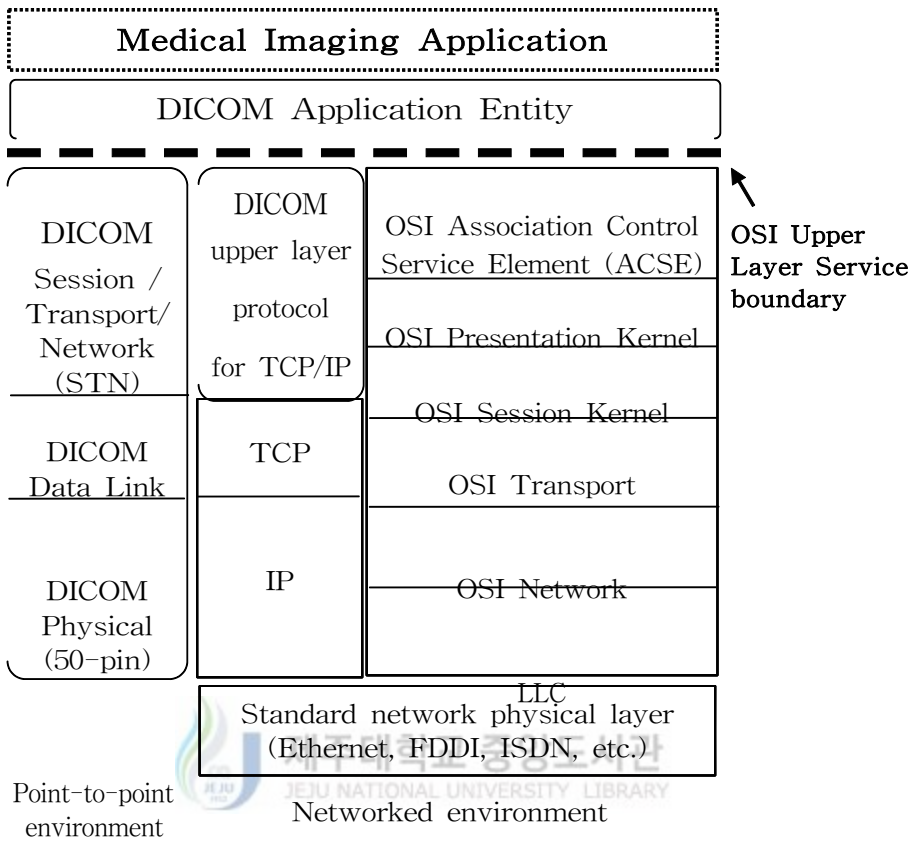 Medical Imaging Application
DICOM Application Entity
DICOM
Session /
Transport/
Network
(STN)
DICOM
Data Link
DICOM
Physical
(50-pin)
DICOM
upper layer
protocol
for TCP/IP
TCP
IP
OSI Association Control
Service Element (ACSE)
OSI Presentation Kernel
OSI Session Kernel
OSI Transport
OSI Network
LLC
OSI Upper
Layer Service
boundary
Standard network physical layer
(Ethernet, FDDI, ISDN, etc.)
제주대학교 중앙도서관
JEJU NATIONAL UNIVERSITY LIBRARY
JEJU
Point-to-point
environment
Networked environment